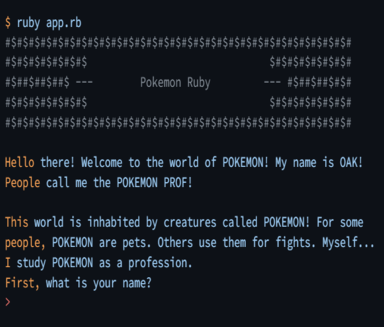 $ ruby app.rb
#$#$#$#$#$#$#$#$#$#$#$#$#$#$#$#$#$#$#$#$#$#$#$#$#$#$#$#$#
#$#$#$#$#$#$#$ $#$#$#$#$#$#$#
#$##$##$##$ --- Pokemon Ruby --- #$##$##$#$#
#$#$#$#$#$#$#$ $#$#$#$#$#$#$#
#$#$#$#$#$#$#$#$#$#$#$#$#$#$#$#$#$#$#$#$#$#$#$#$#$#$#$#$#
Hello there! Welcome to the world of POKEMON! My name is OAK!
People call me the POKEMON PROF!
This world is inhabited by creatures called POKEMON! For some
people, POKEMON are pets. Others use them for fights. Myself...
I study POKEMON as a profession.
First, what is your name?
>